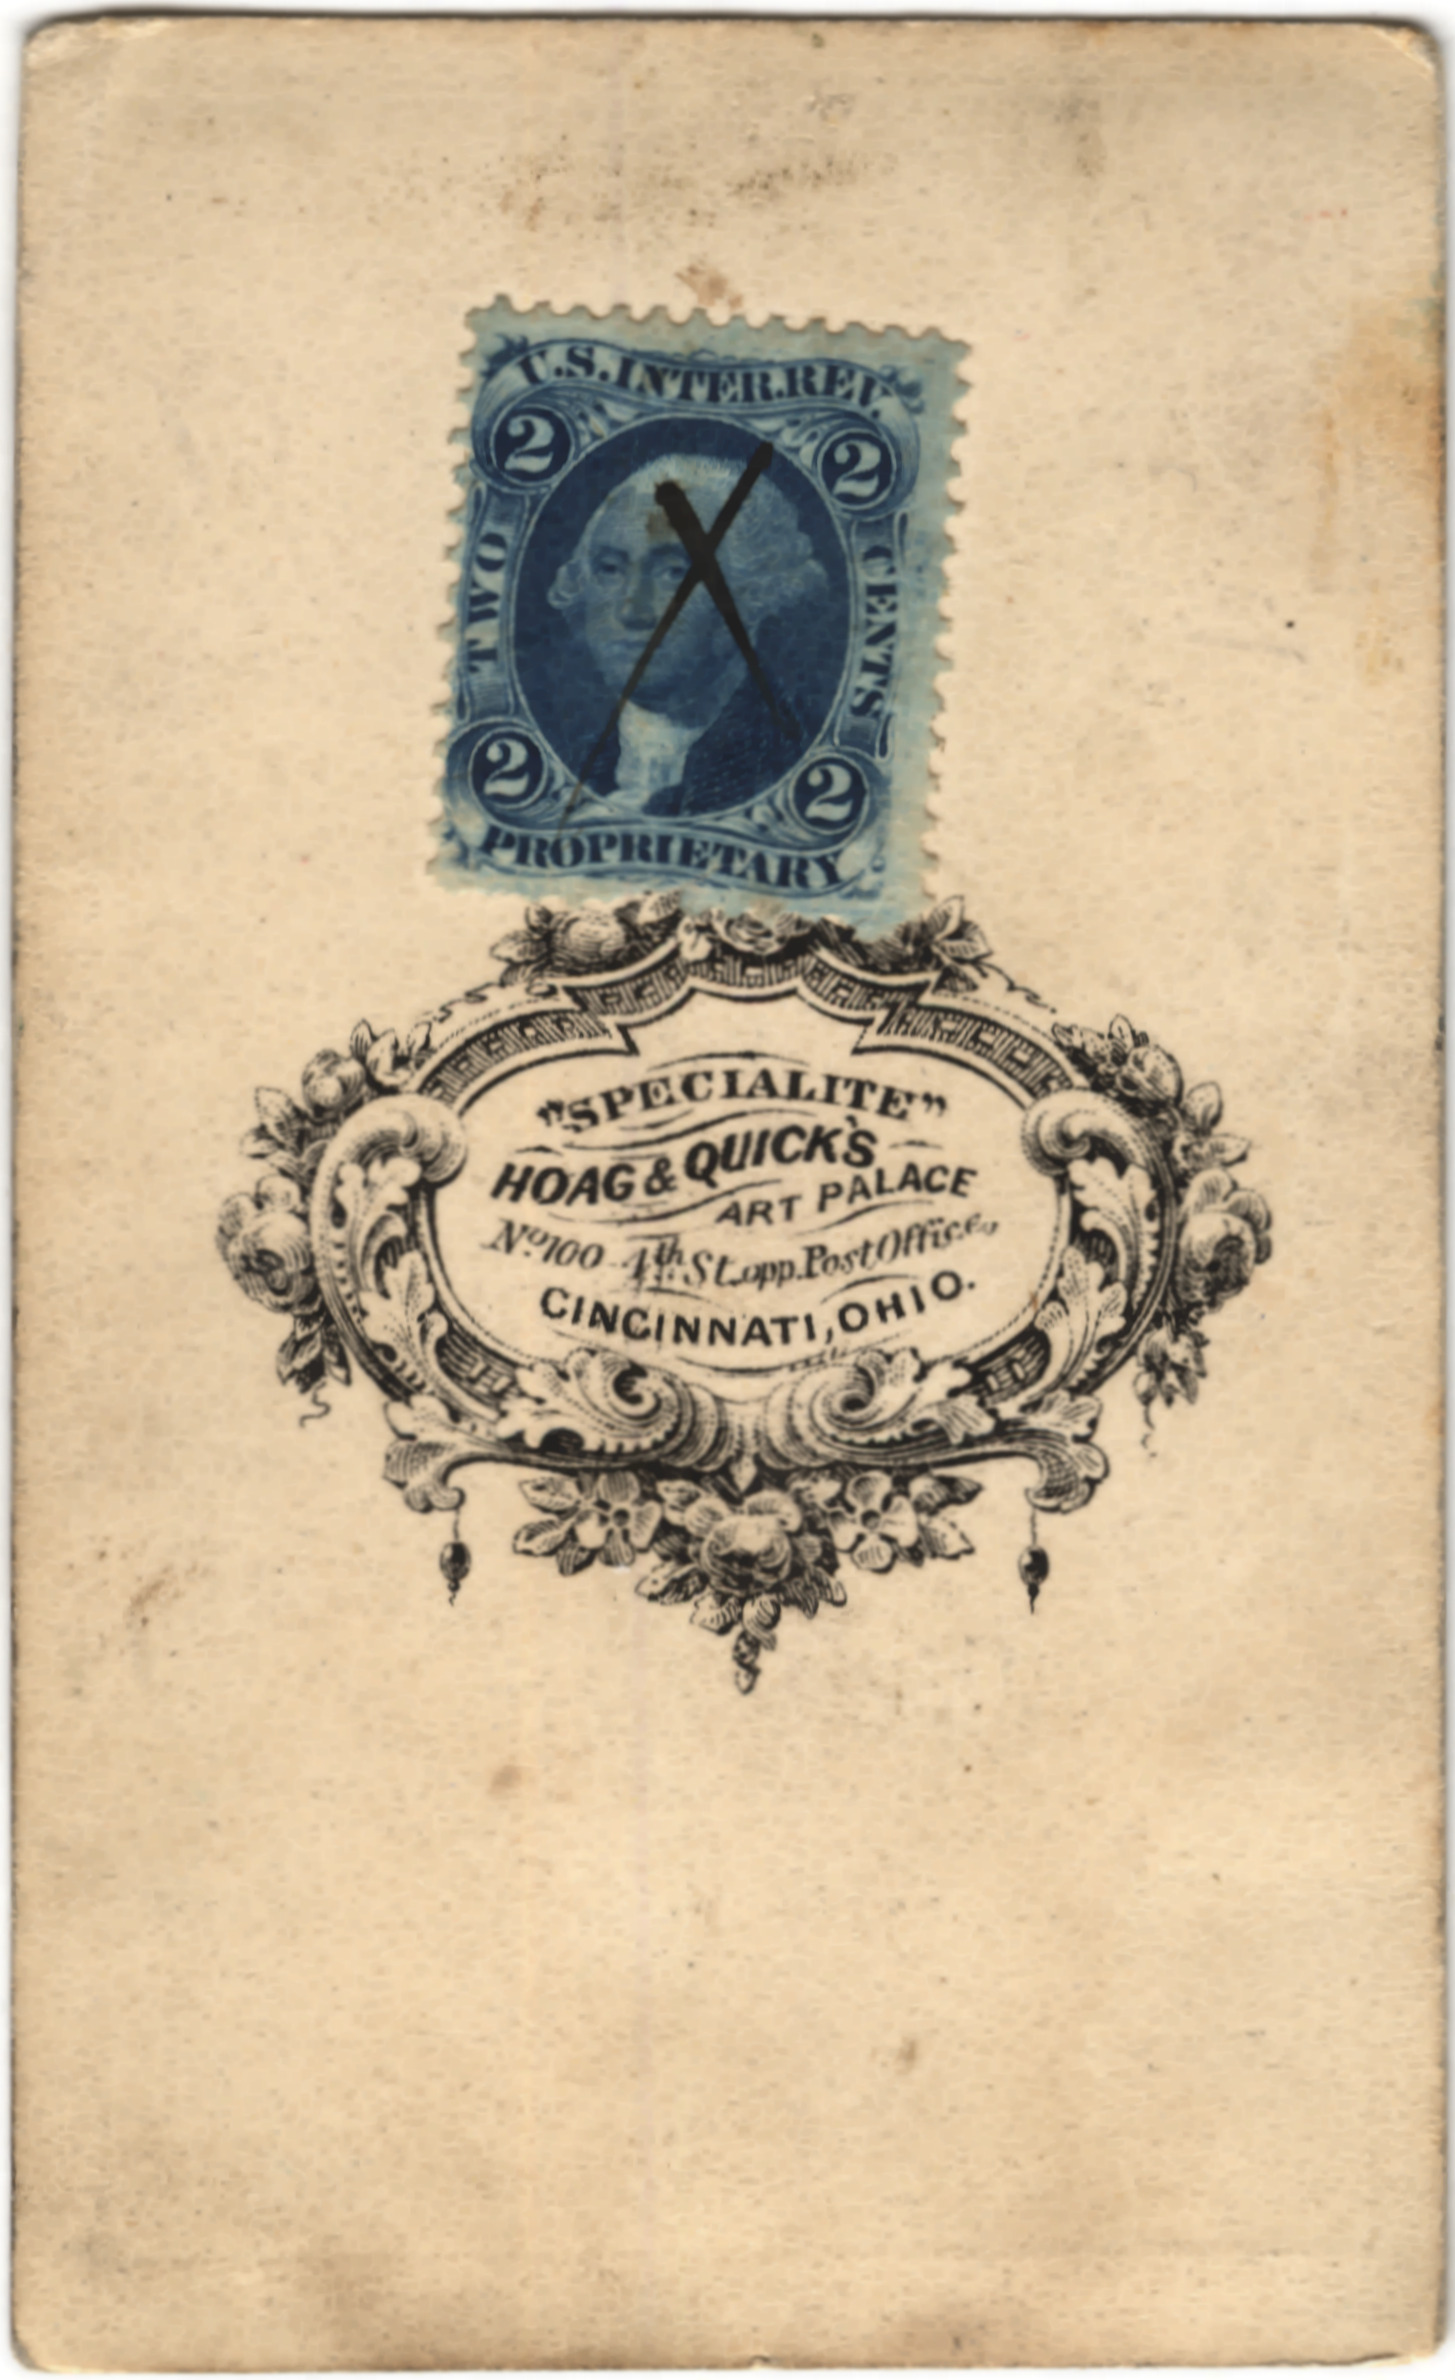 U.S. INTER. REV.
2 2
TWO
CENTS
2 2
PROPRIETARY
"SPECIALITE"
HOAG & QUICK'S
ART PALACE
No. 100 4th St. opp. Post Office,
CINCINNATI, OHIO.